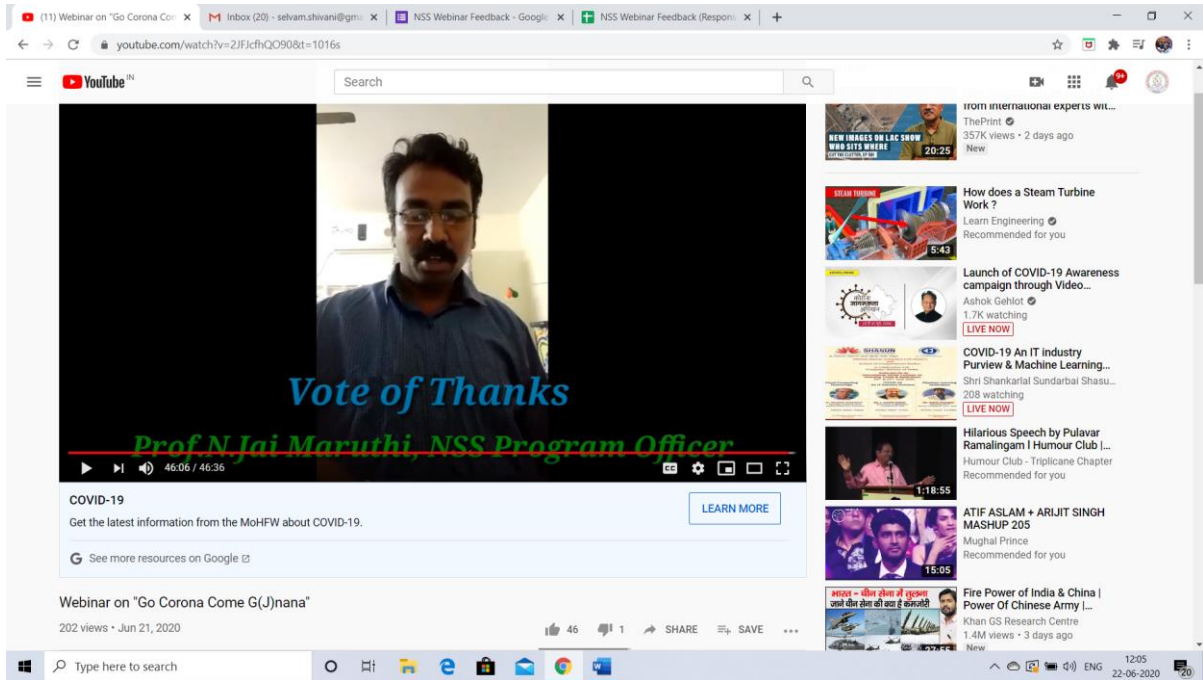 (11) Webinar on "Go Corona Com
Inbox (20) - selvam.shivani@gma
NSS Webinar Feedback - Google
NSS Webinar Feedback (Respons
youtube.com/watch?v=2JFJcfhQO90&t=1016s
YouTube IN
Search
9+
Vote of Thanks
Prof.N.Jai Maruthi, NSS Program Officer
46:06 / 46:36
CC
COVID-19
Get the latest information from the MoHFW about COVID-19.
LEARN MORE
G See more resources on Google
Webinar on "Go Corona Come G(J)nana"
202 views • Jun 21, 2020
46
1
SHARE
SAVE
NEW IMAGES ON LAC SHOW
WHO SITS WHERE
20:25
from international experts wit...
ThePrint
357K views • 2 days ago
New
STEAM TURBINE
5:43
How does a Steam Turbine
Work ?
Learn Engineering
Recommended for you
Launch of COVID-19 Awareness
campaign through Video...
Ashok Gehlot
1.7K watching
LIVE NOW
COVID-19 An IT industry
Purview & Machine Learning...
Shri Shankarlal Sundarbai Shasu...
208 watching
LIVE NOW
1:18:55
Hilarious Speech by Pulavar
Ramalingam l Humour Club |...
Humour Club - Triplicane Chapter
Recommended for you
15:05
ATIF ASLAM + ARIJIT SINGH
MASHUP 205
Mughal Prince
Recommended for you
भारत - चीन सेना में तुलना
जाने चीन सेना की क्या है कमजोरी
27:55
Fire Power of India & China |
Power Of Chinese Army |...
Khan GS Research Centre
1.4M views • 3 days ago
New
Type here to search
ENG
12:05
22-06-2020
20